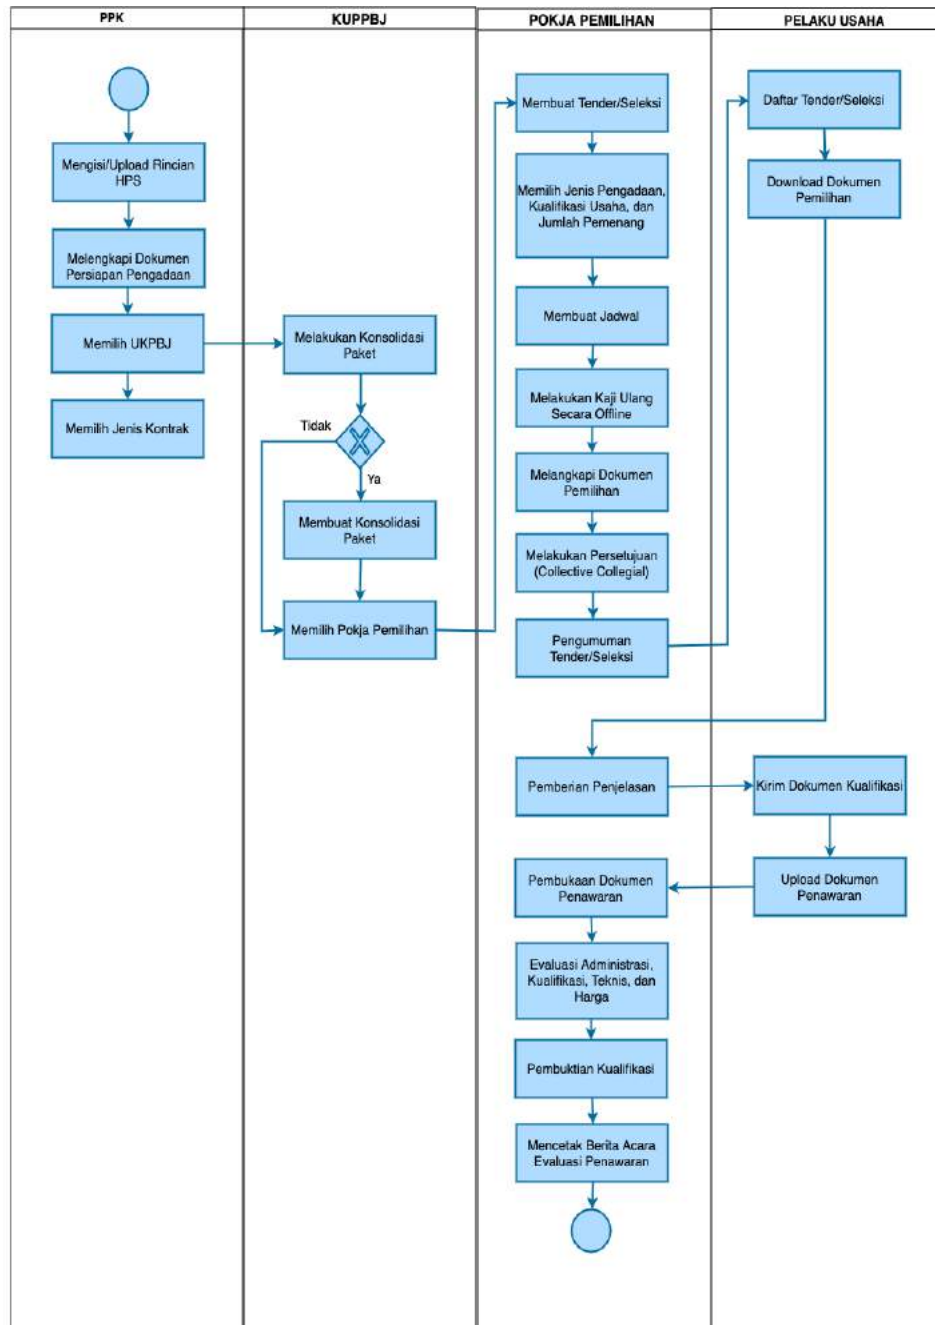 PPK
KUPPBJ
POKJA PEMILIHAN
PELAKU USAHA
Mengisi/Upload Rincian
HPS
Melengkapi Dokumen
Persiapan Pengadaan
Memilih UKPBJ
Memilih Jenis Kontrak
Melakukan Konsolidasi
Paket
Tidak
Ya
Membuat Konsolidasi
Paket
Memilih Pokja Pemilihan
Membuat Tender/Seleksi
Memilih Jenis Pengadaan,
Kualifikasi Usaha, dan
Jumlah Pemenang
Membuat Jadwal
Melakukan Kaji Ulang
Secara Offline
Melangkapi Dokumen
Pemilihan
Melakukan Persetujuan
(Collective Collegial)
Pengumuman
Tender/Seleksi
Daftar Tender/Seleksi
Download Dokumen
Pemilihan
Pemberian Penjelasan
Kirim Dokumen Kualifikasi
Upload Dokumen
Penawaran
Pembukaan Dokumen
Penawaran
Evaluasi Administrasi,
Kualifikasi, Teknis, dan
Harga
Pembuktian Kualifikasi
Mencetak Berita Acara
Evaluasi Penawaran